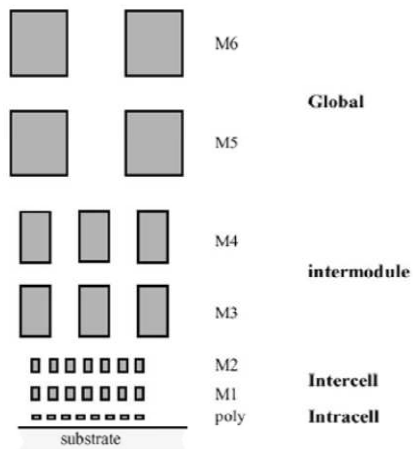 M6
Global
M5
M4
intermodule
M3
M2
Intercell
M1
poly Intracell
substrate